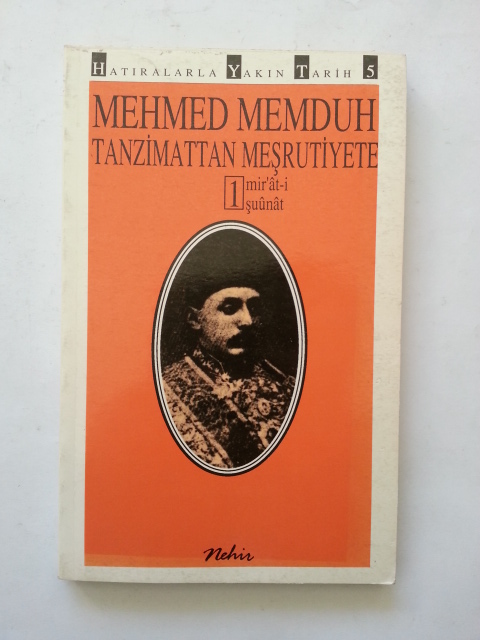 HATIRALARLA YAKIN TARİH 5
MEHMED MEMDUH
TANZİMATTAN MEŞRUTİYETE
1 mir'ât-i
şuûnât
Nehir